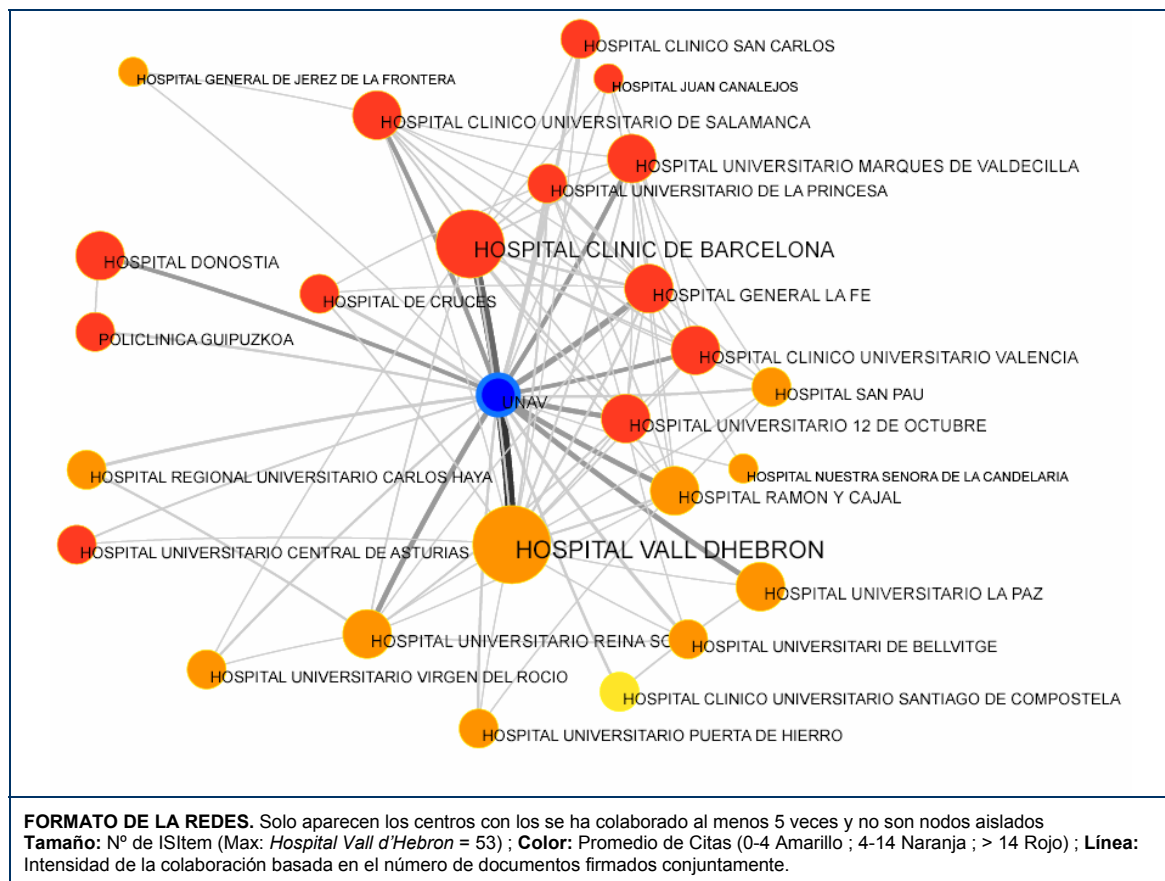 HOSPITAL CLINICO SAN CARLOS
HOSPITAL GENERAL DE JEREZ DE LA FRONTERA
HOSPITAL JUAN CANALEJOS
HOSPITAL CLINICO UNIVERSITARIO DE SALAMANCA
HOSPITAL UNIVERSITARIO MARQUES DE VALDECILLA
HOSPITAL UNIVERSITARIO DE LA PRINCESA
HOSPITAL CLINIC DE BARCELONA
HOSPITAL DONOSTIA
HOSPITAL DE CRUCES
HOSPITAL GENERAL LA FE
POLICLINICA GUIPUZKOA
HOSPITAL CLINICO UNIVERSITARIO VALENCIA
HOSPITAL SAN PAU
UNAV
HOSPITAL UNIVERSITARIO 12 DE OCTUBRE
HOSPITAL REGIONAL UNIVERSITARIO CARLOS HAYA
HOSPITAL NUESTRA SENORA DE LA CANDELARIA
HOSPITAL RAMON Y CAJAL
HOSPITAL UNIVERSITARIO CENTRAL DE ASTURIAS
HOSPITAL VALL DHEBRON
HOSPITAL UNIVERSITARIO LA PAZ
HOSPITAL UNIVERSITARIO REINA SO
HOSPITAL UNIVERSITARI DE BELLVITGE
HOSPITAL UNIVERSITARIO VIRGEN DEL ROCIO
HOSPITAL CLINICO UNIVERSITARIO SANTIAGO DE COMPOSTELA
HOSPITAL UNIVERSITARIO PUERTA DE HIERRO
FORMATO DE LA REDES. Solo aparecen los centros con los se ha colaborado al menos 5 veces y no son nodos aislados
Tamaño: Nº de ISItem (Max: Hospital Vall d'Hebron = 53) ; Color: Promedio de Citas (0-4 Amarillo ; 4-14 Naranja ; > 14 Rojo) ; Línea:
Intensidad de la colaboración basada en el número de documentos firmados conjuntamente.